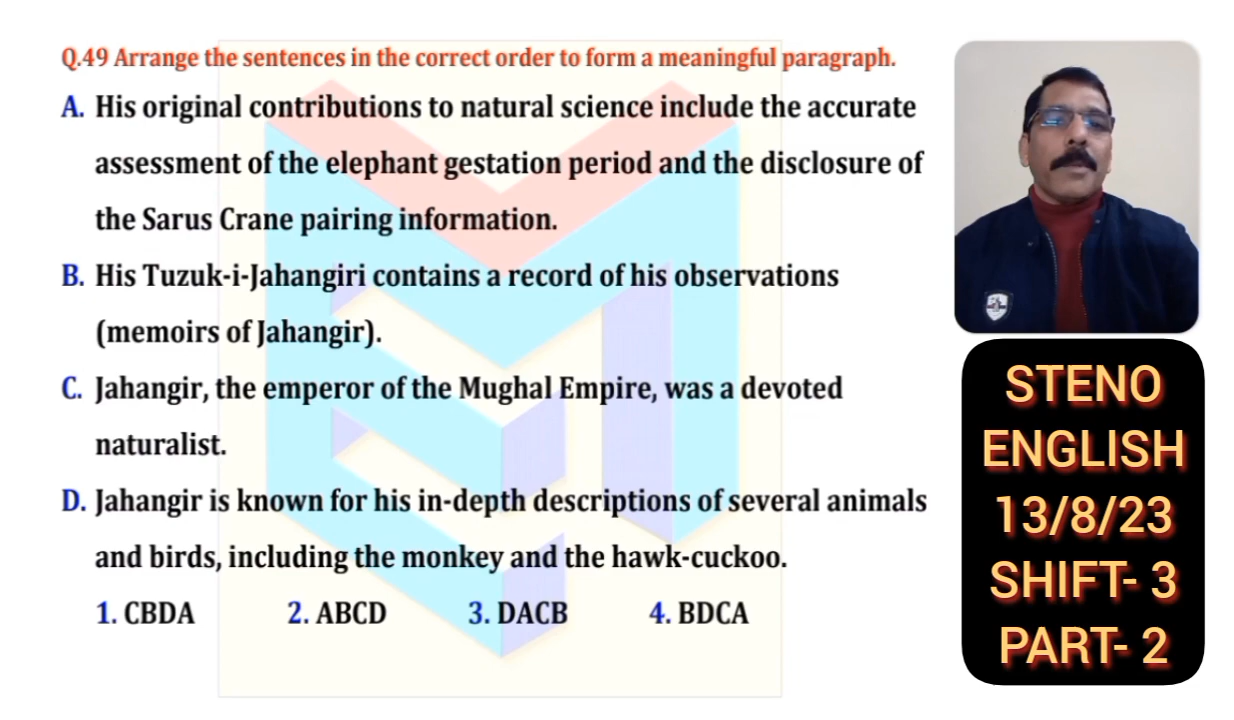 Q.49 Arrange the sentences in the correct order to form a meaningful paragraph.
A. His original contributions to natural science include the accurate
assessment of the elephant gestation period and the disclosure of
the Sarus Crane pairing information.
B. His Tuzuk-i-Jahangiri contains a record of his observations
(memoirs of Jahangir).
C. Jahangir, the emperor of the Mughal Empire, was a devoted
naturalist.
D. Jahangir is known for his in-depth descriptions of several animals
and birds, including the monkey and the hawk-cuckoo.
1. CBDA 2. ABCD 3. DACB 4. BDCA
STENO
ENGLISH
13/8/23
SHIFT- 3
PART- 2